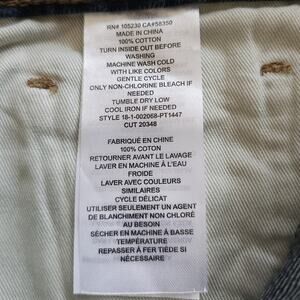 RN# 105230 CA#58350
MADE IN CHINA
100% COTTON
TURN INSIDE OUT BEFORE
WASHING
MACHINE WASH COLD
WITH LIKE COLORS
GENTLE CYCLE
ONLY NON-CHLORINE BLEACH IF
NEEDED
TUMBLE DRY LOW
COOL IRON IF NEEDED
STYLE 18-1-002068-PT1447
CUT 20348
FABRIQUÉ EN CHINE
100% COTON
RETOURNER AVANT LE LAVAGE
LAVER EN MACHINE À L'EAU
FROIDE
LAVER AVEC COULEURS
SIMILAIRES
CYCLE DÉLICAT
UTILISER SEULEMENT UN AGENT
DE BLANCHIMENT NON CHLORÉ
AU BESOIN
SÉCHER EN MACHINE À BASSE
TEMPÉRATURE
REPASSER À FER TIÈDE SI
NÉCESSAIRE